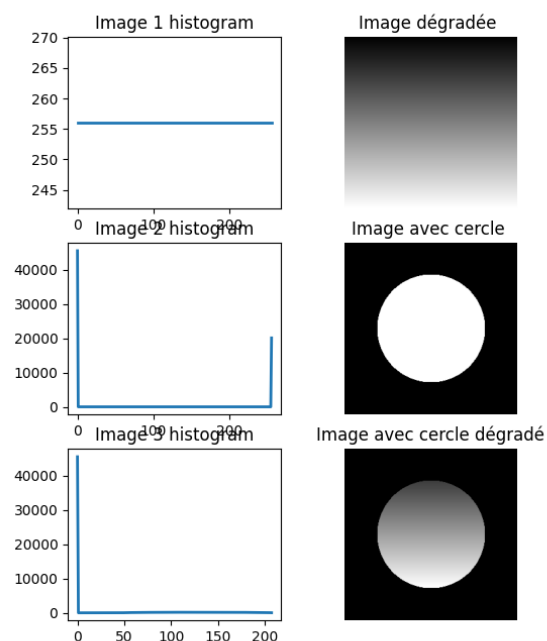 Image 1 histogram
Image dégradée
270
265
260
255
250
245
0 100 200
Image 2 histogram
Image avec cercle
40000
30000
20000
10000
0
0 100 200
Image 3 histogram
Image avec cercle dégradé
40000
30000
20000
10000
0
0 50 100 150 200